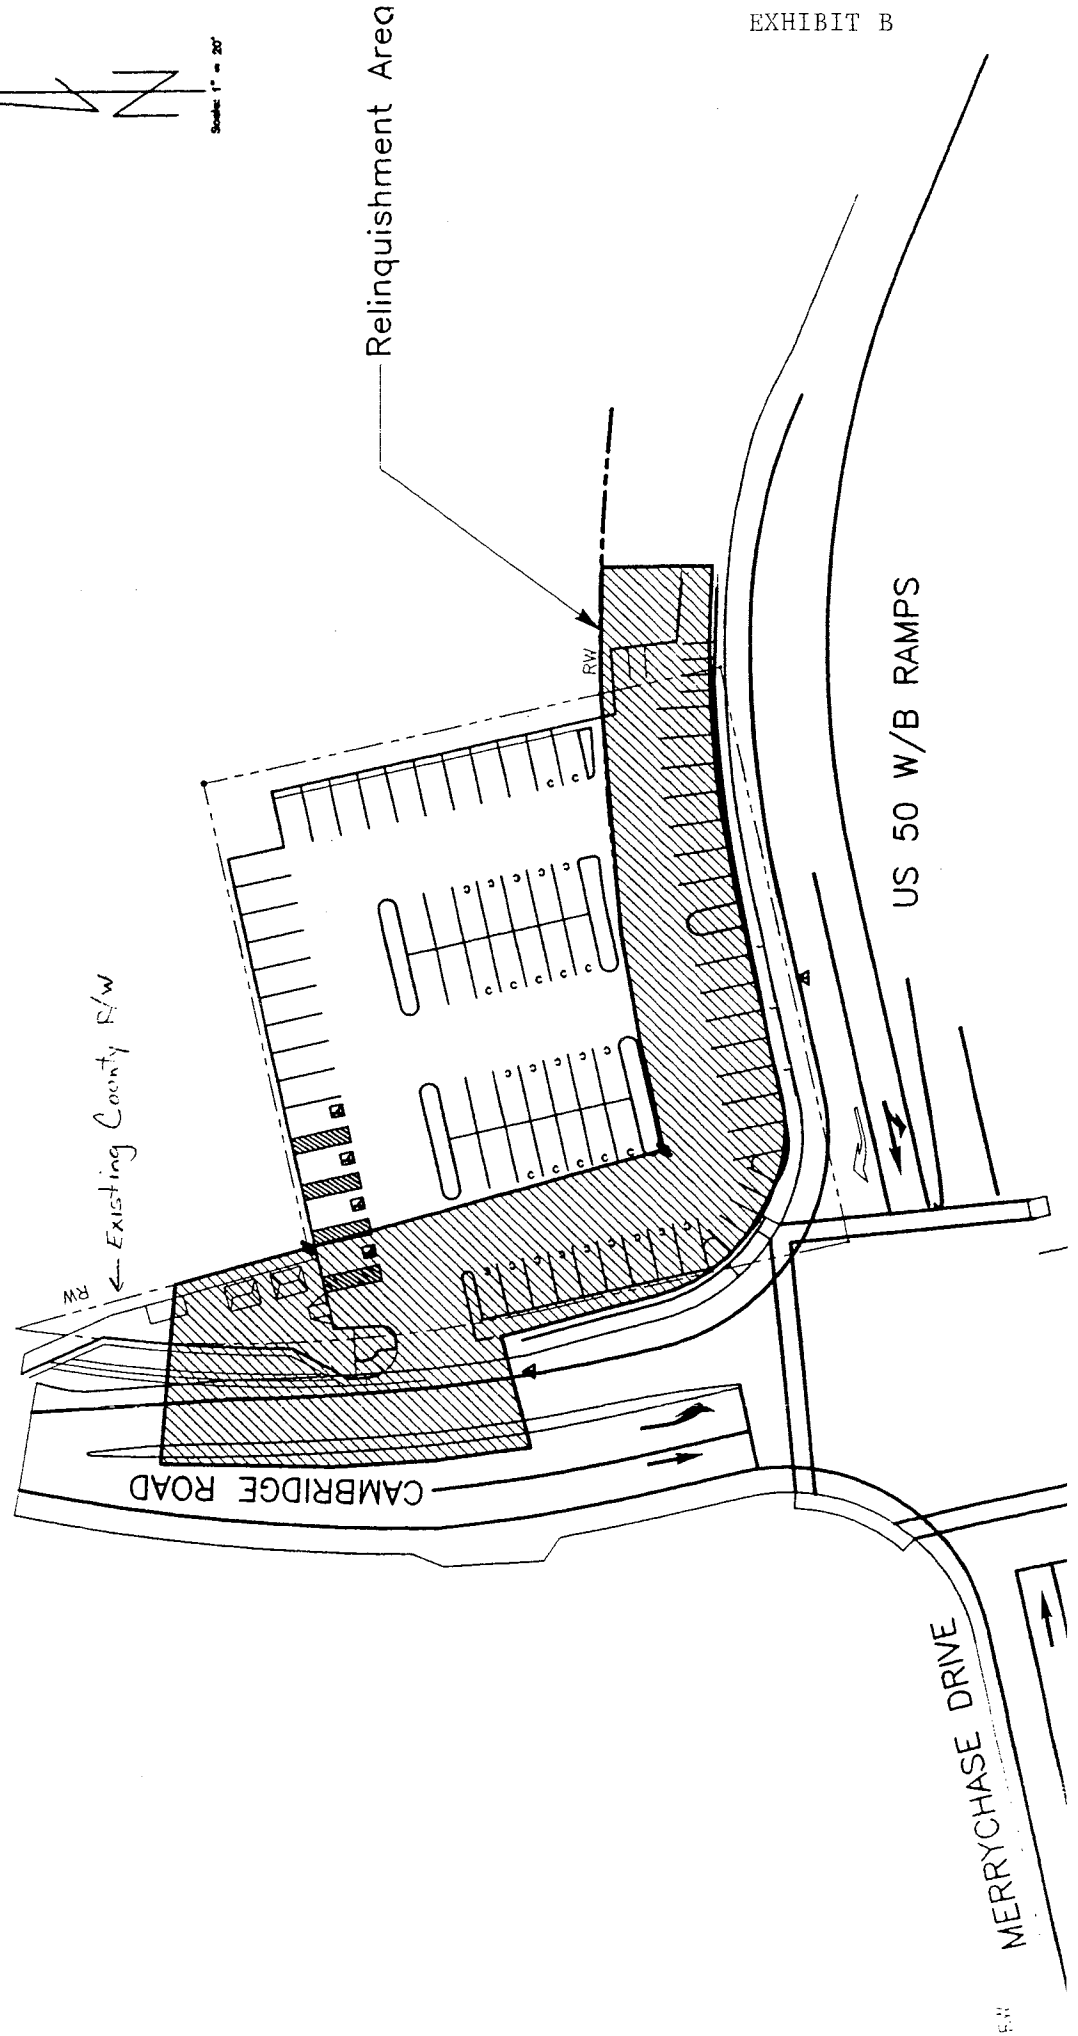 EXHIBIT B
Scale: 1" = 20'
Relinquishment Area
RW
Existing County R/W
RW
US 50 W/B RAMPS
CAMBRIDGE ROAD
MERRYCHASE DRIVE